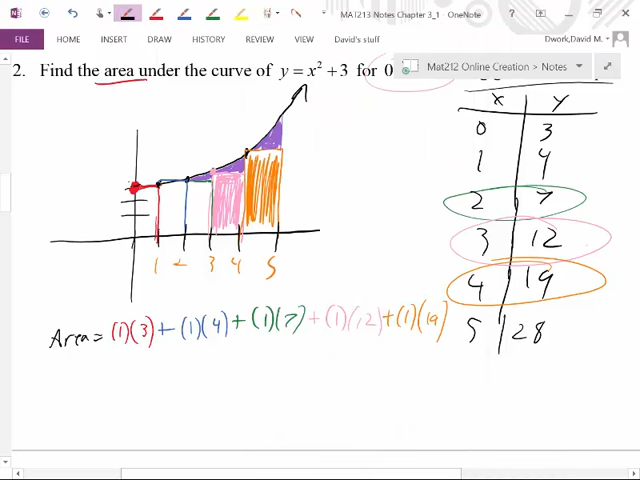 MAT213 Notes Chapter 3_1 - OneNote
FILE HOME INSERT DRAW HISTORY REVIEW VIEW David's stuff Dwork,David M.
Mat212 Online Creation > Notes
2. Find the area under the curve of y = x² + 3 for 0
x y
0 3
1 4
2 7
3 12
4 19
5 28
1 2 3 4 5
Area = (1)(3) + (1)(4) + (1)(7) + (1)(12) + (1)(19)